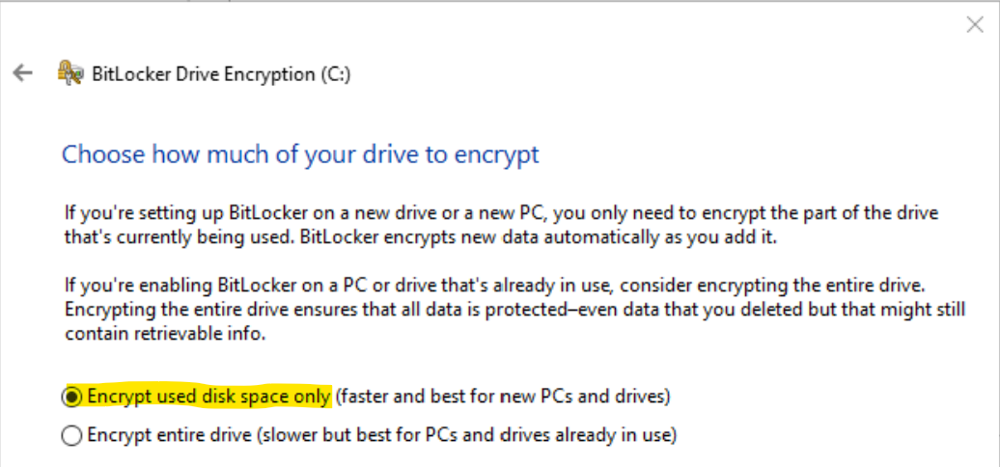 BitLocker Drive Encryption (C:)
Choose how much of your drive to encrypt
If you're setting up BitLocker on a new drive or a new PC, you only need to encrypt the part of the drive
that's currently being used. BitLocker encrypts new data automatically as you add it.
If you're enabling BitLocker on a PC or drive that's already in use, consider encrypting the entire drive.
Encrypting the entire drive ensures that all data is protected–even data that you deleted but that might still
contain retrievable info.
Encrypt used disk space only (faster and best for new PCs and drives)
Encrypt entire drive (slower but best for PCs and drives already in use)